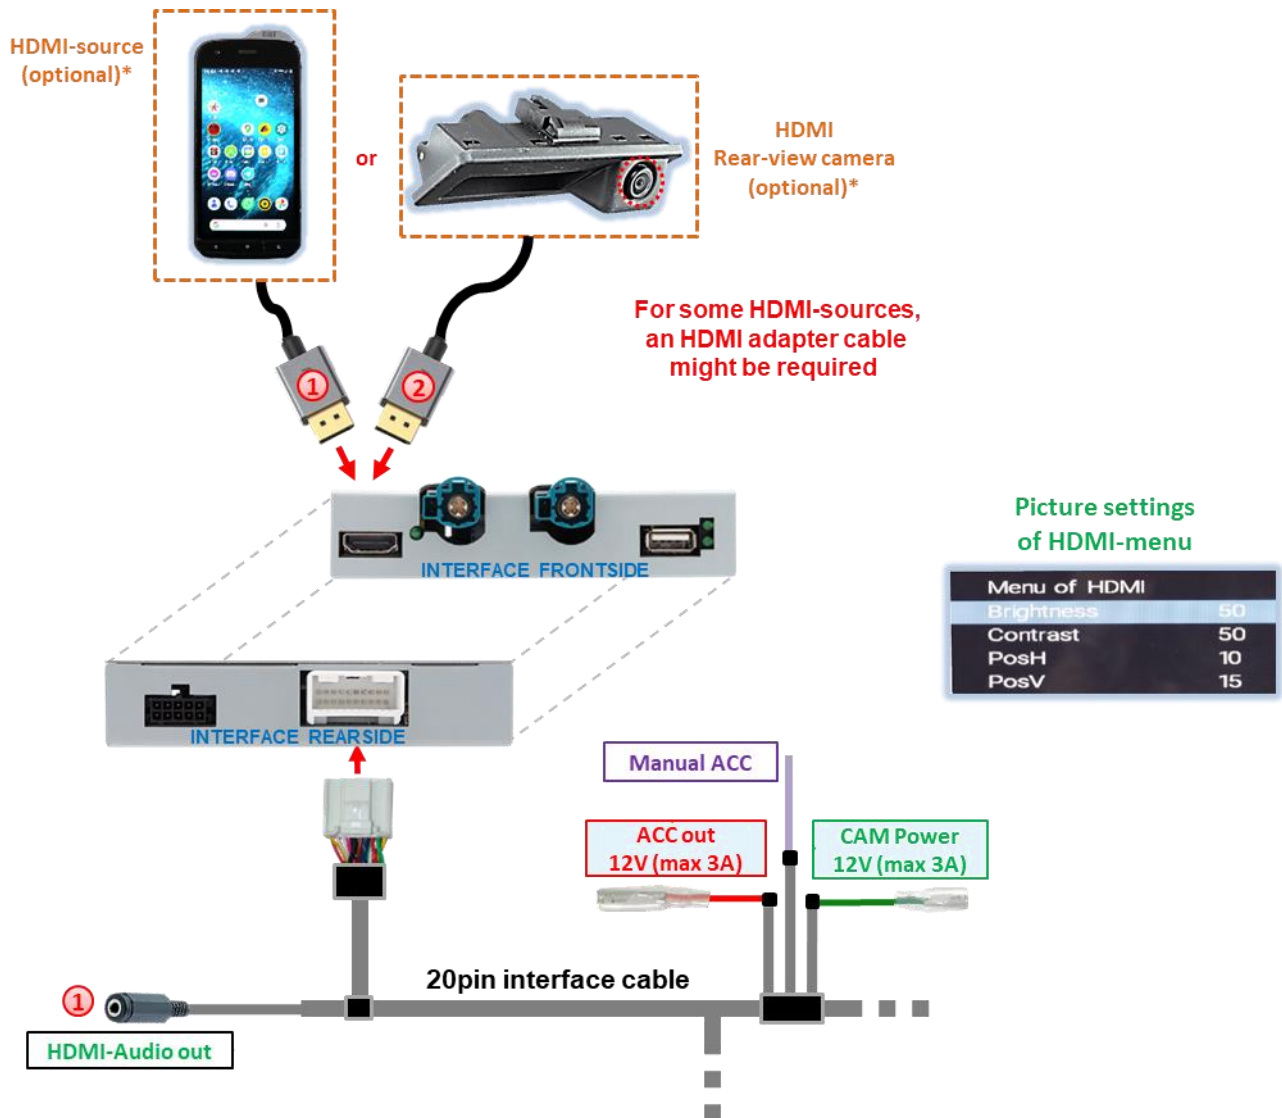 HDMI-source
(optional)*
or
HDMI
Rear-view camera
(optional)*
For some HDMI-sources,
an HDMI adapter cable
might be required
1
2
INTERFACE FRONTSIDE
Picture settings
of HDMI-menu
Menu of HDMI
Brightness 50
Contrast 50
PosH 10
PosV 15
INTERFACE REARSIDE
Manual ACC
ACC out
12V (max 3A)
CAM Power
12V (max 3A)
20pin interface cable
1
HDMI-Audio out